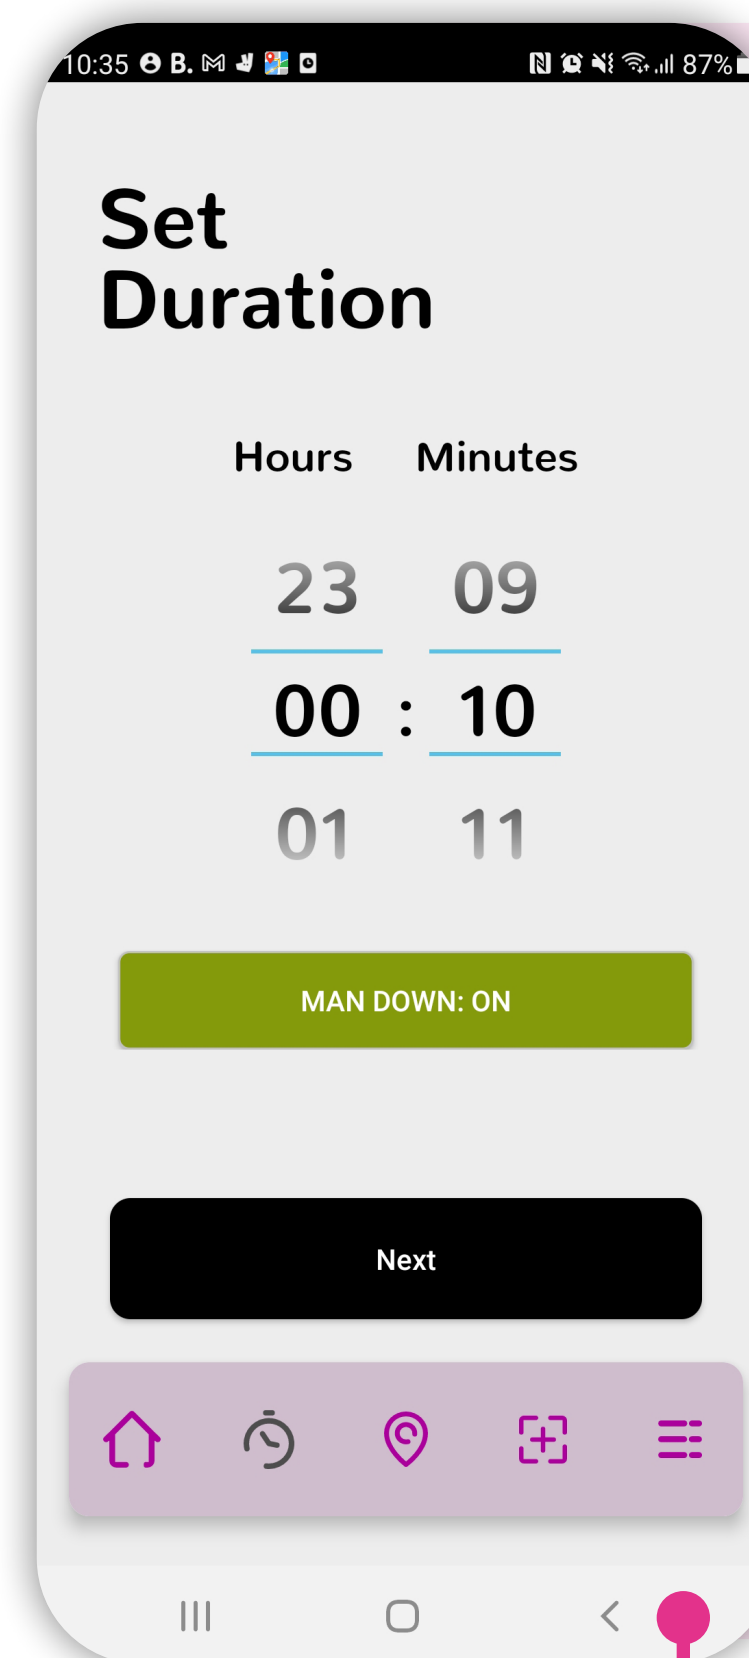 10:35 B. 87%
Set
Duration
Hours Minutes
23 09
00 : 10
01 11
MAN DOWN: ON
Next